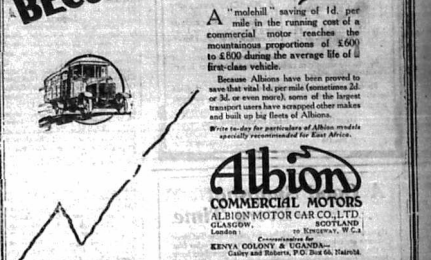 A "molehill" saving of 1d. per
mile in the running cost of a
commercial motor reaches the
mountainous proportions of £600
to £800 during the average life of a
first-class vehicle.
Because Albions have been proved to
save that vital 1d. per mile (sometimes 2d.
or 3d. or even more), some of the largest
transport users have scrapped other makes
and built up big fleets of Albions.
Write to-day for particulars of Albion models
specially recommended for East Africa.
Albion
COMMERCIAL MOTORS
ALBION MOTOR CAR CO., LTD.
GLASGOW, SCOTLAND
London: KINGSWAY, W.C.2
Concessionaires for
KENYA COLONY & UGANDA—
Gailey and Roberts, P.O. Box 66, Nairobi.